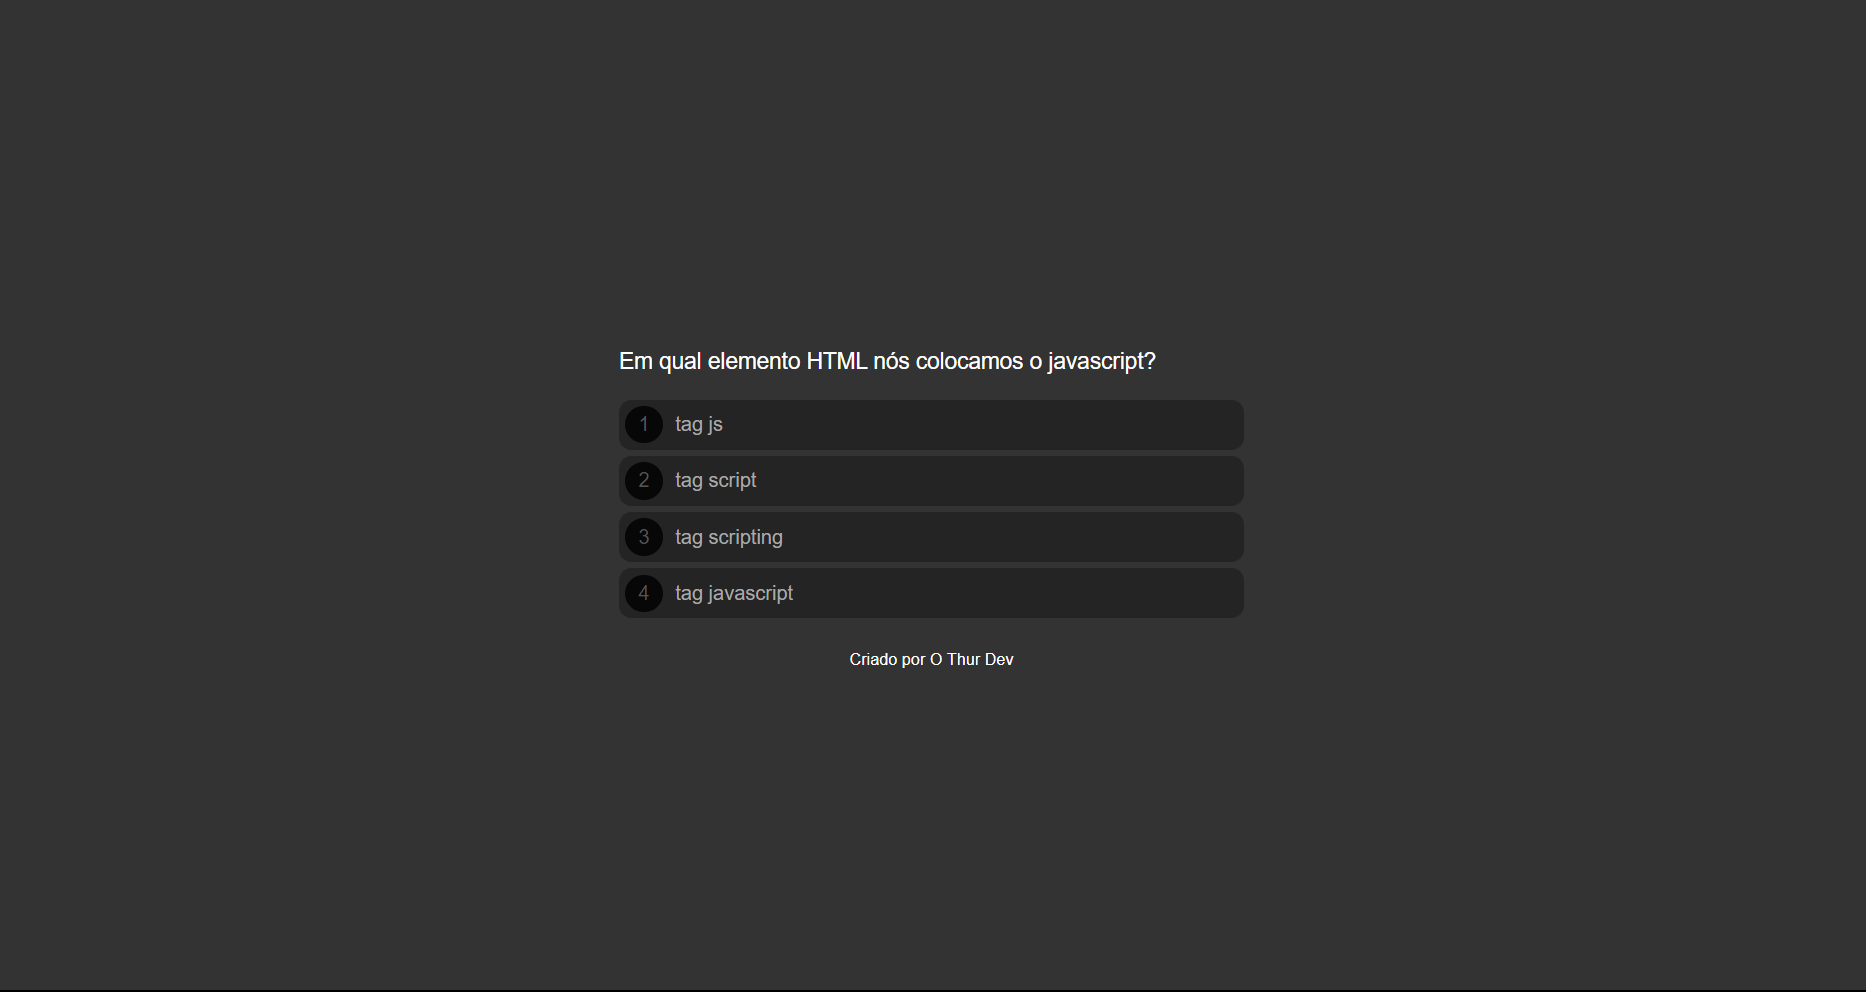 Em qual elemento HTML nós colocamos o javascript?
1 tag js
2 tag script
3 tag scripting
4 tag javascript
Criado por O Thur Dev